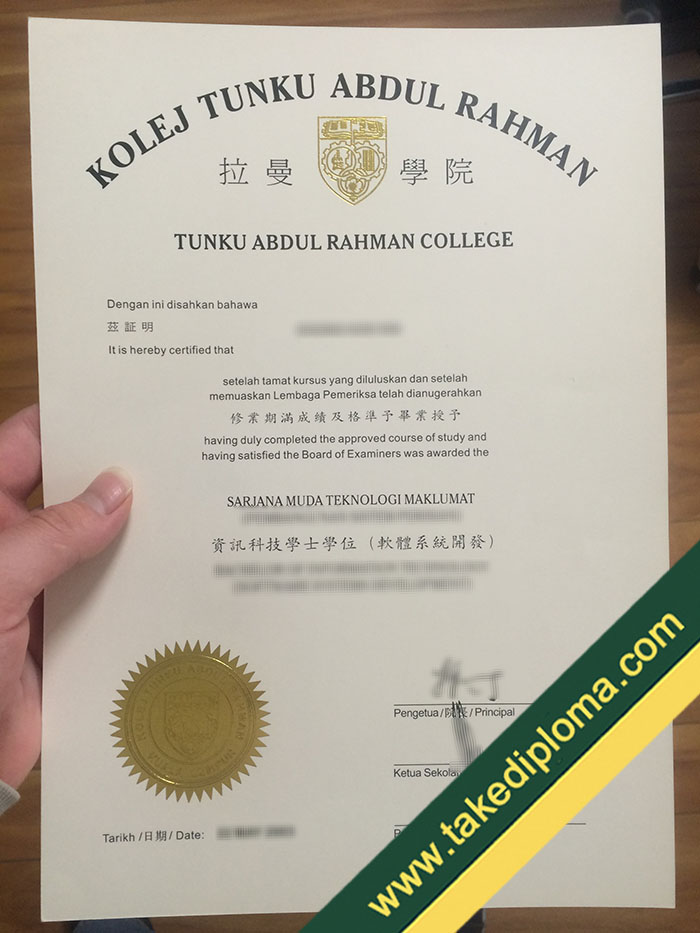 KOLEJ TUNKU ABDUL RAHMAN
拉曼 學院
TUNKU ABDUL RAHMAN COLLEGE
Dengan ini disahkan bahawa
茲証明
It is hereby certified that
setelah tamat kursus yang diluluskan dan setelah
memuaskan Lembaga Pemeriksa telah dianugerahkan
修業期滿成績及格準予畢業授予
having duly completed the approved course of study and
having satisfied the Board of Examiners was awarded the
SARJANA MUDA TEKNOLOGI MAKLUMAT
資訊科技學士學位（軟體系統開發）
Pengetua/院長/Principal
Ketua
Tarikh/日期/Date:
www.takediploma.com